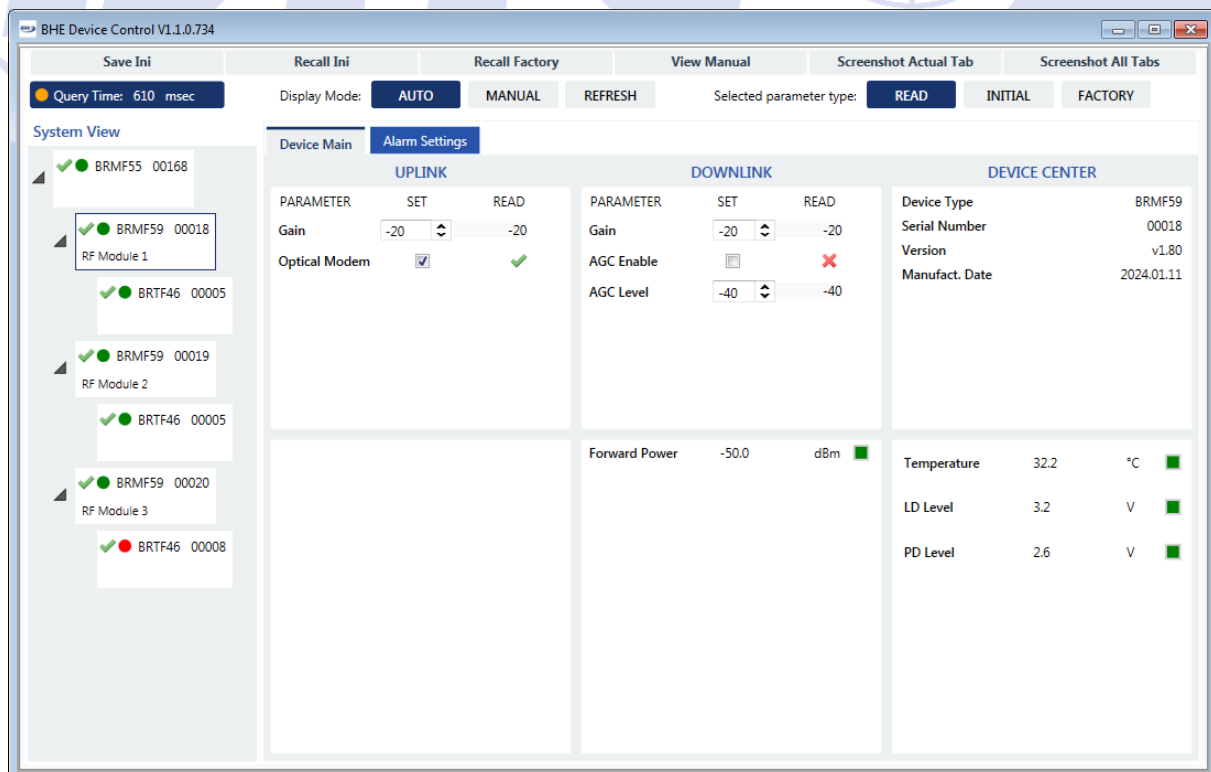 BHE BHE Device Control V1.1.0.734
Save Ini Recall Ini Recall Factory View Manual Screenshot Actual Tab Screenshot All Tabs
Query Time: 610 msec Display Mode: AUTO MANUAL REFRESH Selected parameter type: READ INITIAL FACTORY
System View
BRMF55 00168
BRMF59 00018
RF Module 1
BRTF46 00005
BRMF59 00019
RF Module 2
BRTF46 00005
BRMF59 00020
RF Module 3
BRTF46 00008
Device Main Alarm Settings
UPLINK
PARAMETER SET READ
Gain -20 -20
Optical Modem
DOWNLINK
PARAMETER SET READ
Gain -20 -20
AGC Enable
AGC Level -40 -40
Forward Power -50.0 dBm
DEVICE CENTER
Device Type BRMF59
Serial Number 00018
Version v1.80
Manufact. Date 2024.01.11
Temperature 32.2 °C
LD Level 3.2 V
PD Level 2.6 V